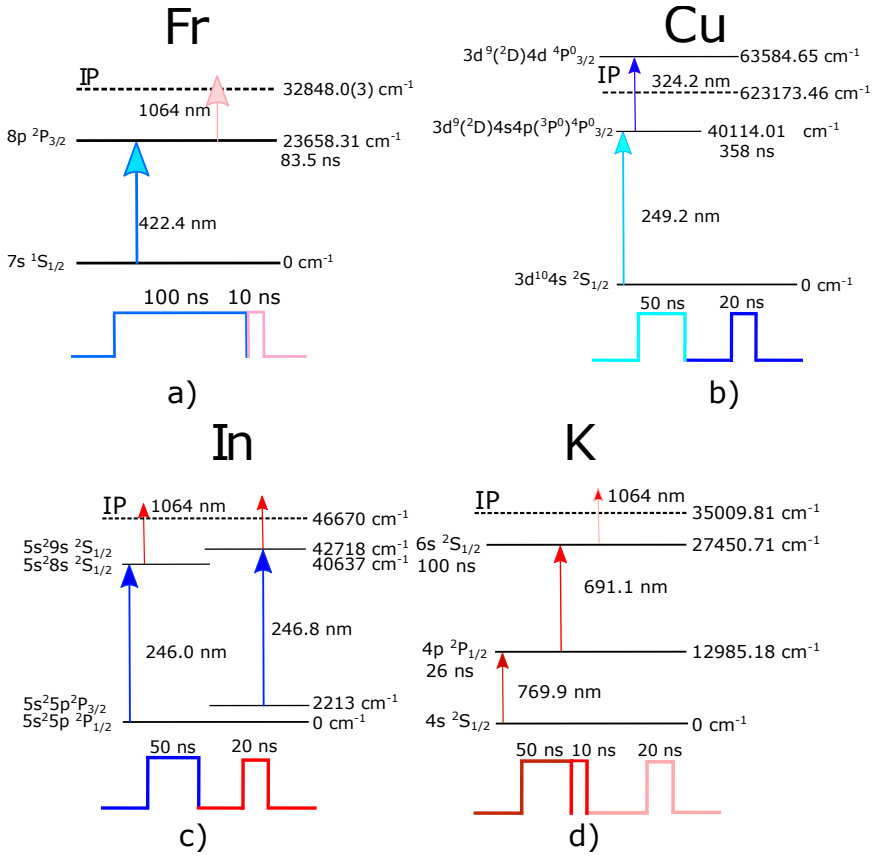 Fr
IP
32848.0(3) cm⁻¹
1064 nm
8p ²P₃/₂
23658.31 cm⁻¹
83.5 ns
422.4 nm
7s ¹S₁/₂
0 cm⁻¹
100 ns
10 ns
a)
Cu
3d⁹(²D)4d ⁴P⁰₃/₂
63584.65 cm⁻¹
IP
324.2 nm
623173.46 cm⁻¹
3d⁹(²D)4s4p(³P⁰)⁴P⁰₃/₂
40114.01 cm⁻¹
358 ns
249.2 nm
3d¹⁰4s ²S₁/₂
0 cm⁻¹
50 ns
20 ns
b)
In
IP
1064 nm
46670 cm⁻¹
5s²9s ²S₁/₂
42718 cm⁻¹
5s²8s ²S₁/₂
40637 cm⁻¹
246.0 nm
246.8 nm
5s²5p²P₃/₂
2213 cm⁻¹
5s²5p ²P₁/₂
0 cm⁻¹
50 ns
20 ns
c)
K
IP
1064 nm
35009.81 cm⁻¹
6s ²S₁/₂
27450.71 cm⁻¹
100 ns
691.1 nm
4p ²P₁/₂
12985.18 cm⁻¹
26 ns
769.9 nm
4s ²S₁/₂
0 cm⁻¹
50 ns
10 ns
20 ns
d)